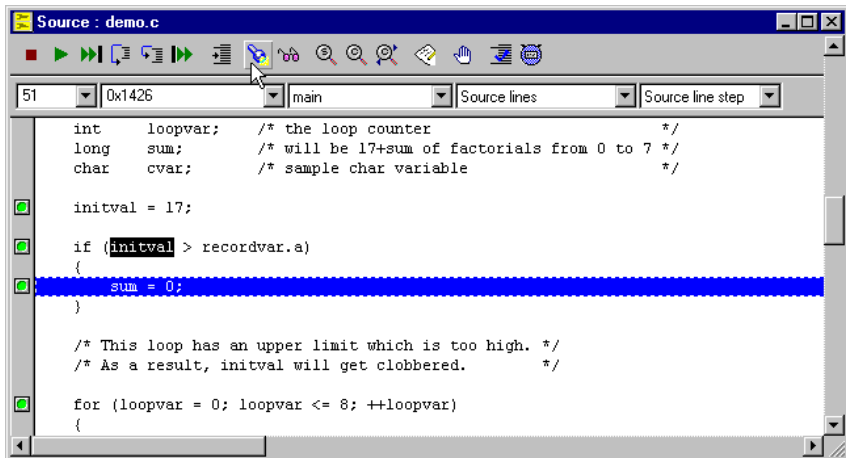 Source : demo.c
51 0x1426 main Source lines Source line step
int loopvar; /* the loop counter */
long sum; /* will be 17+sum of factorials from 0 to 7 */
char cvar; /* sample char variable */
initval = 17;
if (initval > recordvar.a)
{
sum = 0;
}
/* This loop has an upper limit which is too high. */
/* As a result, initval will get clobbered. */
for (loopvar = 0; loopvar <= 8; ++loopvar)
{